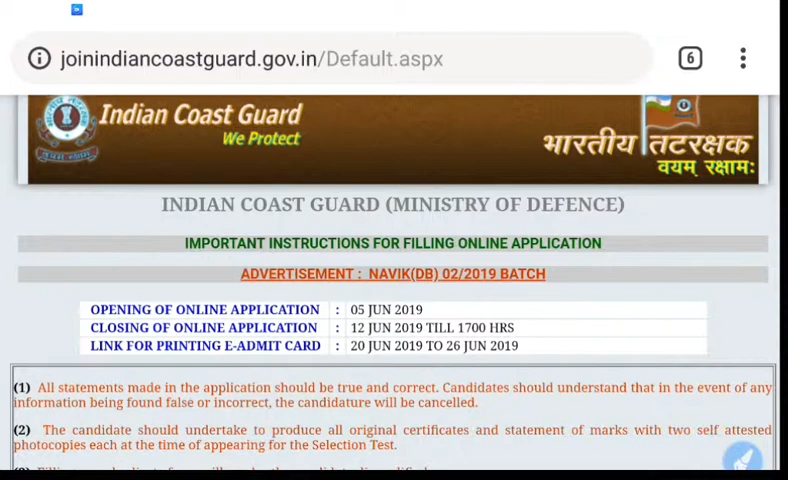 joinindiancoastguard.gov.in/Default.aspx
6
Indian Coast Guard
We Protect
भारतीय तटरक्षक
वयम् रक्षामः
INDIAN COAST GUARD (MINISTRY OF DEFENCE)
IMPORTANT INSTRUCTIONS FOR FILLING ONLINE APPLICATION
ADVERTISEMENT : NAVIK(DB) 02/2019 BATCH
OPENING OF ONLINE APPLICATION : 05 JUN 2019
CLOSING OF ONLINE APPLICATION : 12 JUN 2019 TILL 1700 HRS
LINK FOR PRINTING E-ADMIT CARD : 20 JUN 2019 TO 26 JUN 2019
(1) All statements made in the application should be true and correct. Candidates should understand that in the event of any
information being found false or incorrect, the candidature will be cancelled.
(2) The candidate should undertake to produce all original certificates and statement of marks with two self attested
photocopies each at the time of appearing for the Selection Test.